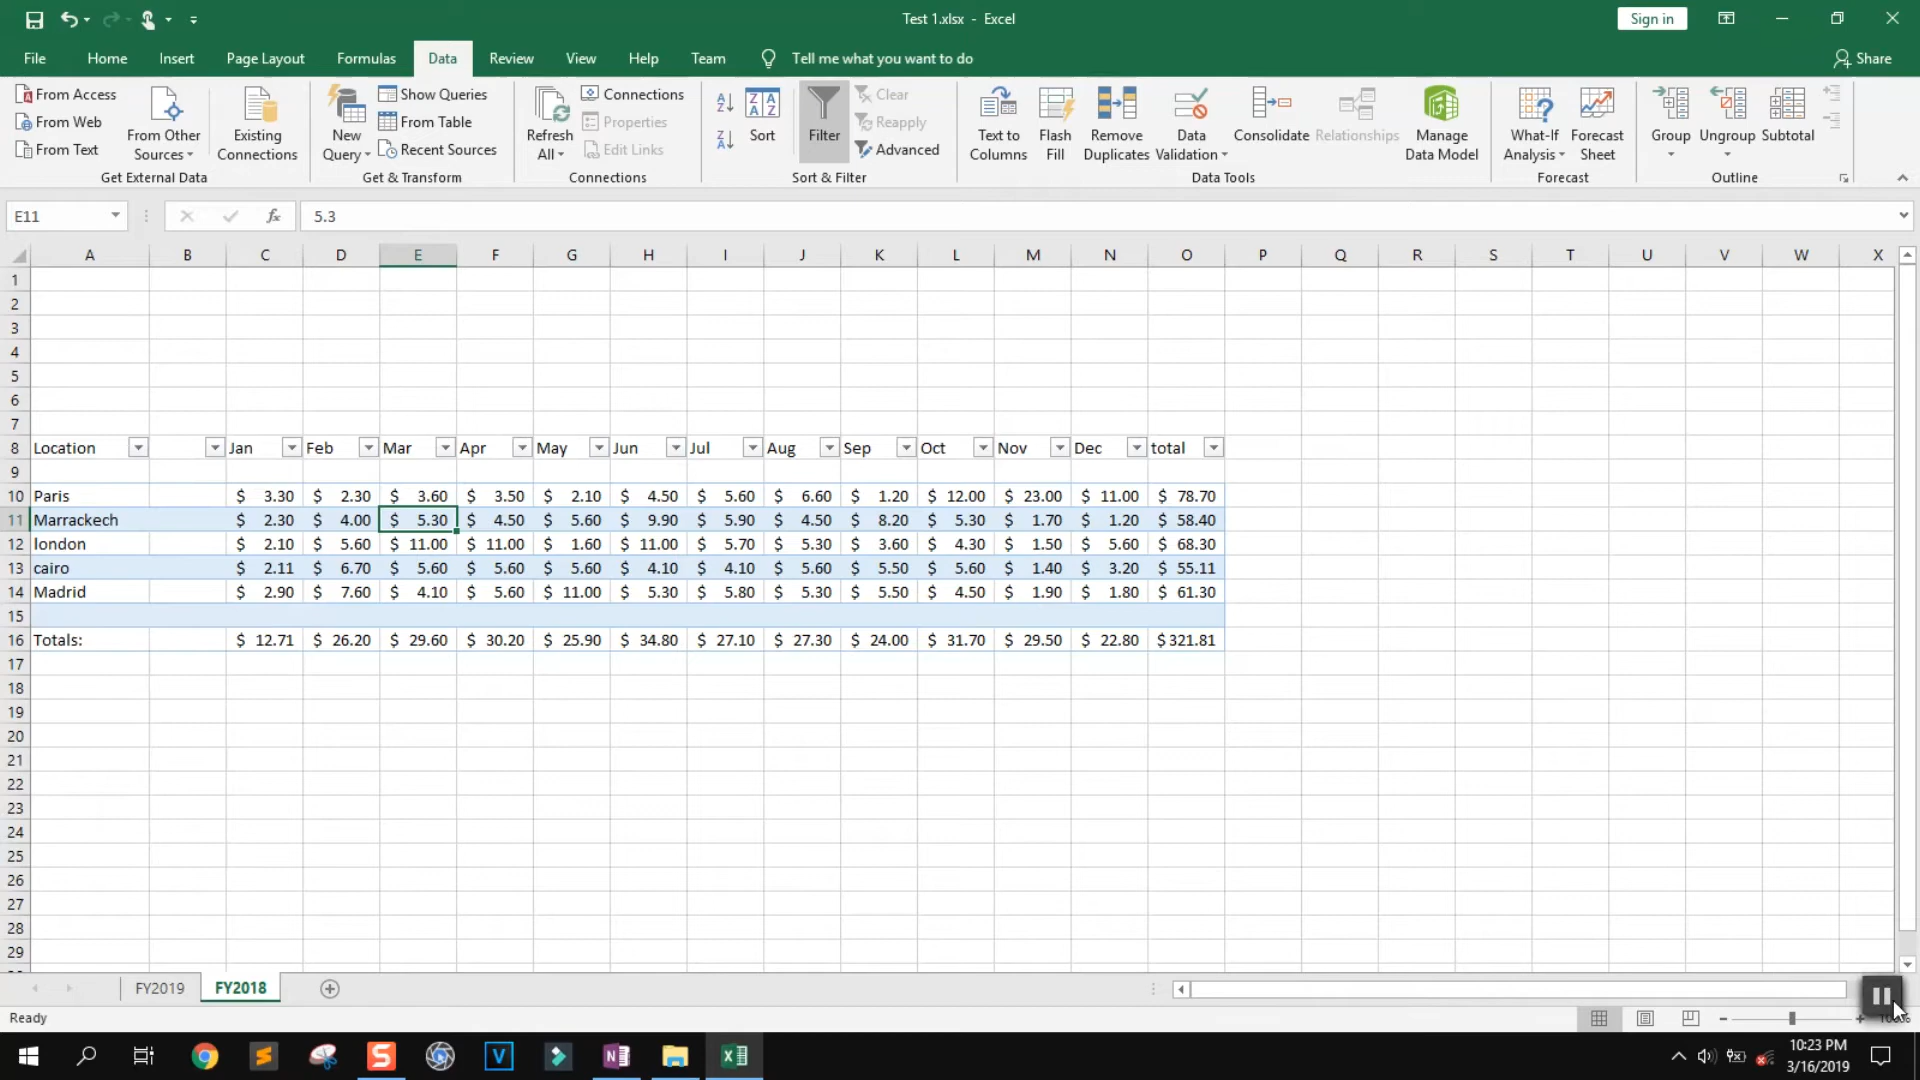 Test 1.xlsx - Excel
Sign in
File Home Insert Page Layout Formulas Data Review View Help Team Tell me what you want to do Share
From Access
From Web
From Text
From Other Sources
Existing Connections
Get External Data
New Query
Show Queries
From Table
Recent Sources
Get & Transform
Refresh All
Connections
Properties
Edit Links
Connections
Sort
Filter
Clear
Reapply
Advanced
Sort & Filter
Text to Columns
Flash Fill
Remove Duplicates
Data Validation
Consolidate
Relationships
Manage Data Model
Data Tools
What-If Analysis
Forecast Sheet
Forecast
Group
Ungroup
Subtotal
Outline
E11 fx 5.3
A B C D E F G H I J K L M N O P Q R S T U V W X
1
2
3
4
5
6
7
8 Location Jan Feb Mar Apr May Jun Jul Aug Sep Oct Nov Dec total
9
10 Paris $ 3.30 $ 2.30 $ 3.60 $ 3.50 $ 2.10 $ 4.50 $ 5.60 $ 6.60 $ 1.20 $ 12.00 $ 23.00 $ 11.00 $ 78.70
11 Marrackech $ 2.30 $ 4.00 $ 5.30 $ 4.50 $ 5.60 $ 9.90 $ 5.90 $ 4.50 $ 8.20 $ 5.30 $ 1.70 $ 1.20 $ 58.40
12 london $ 2.10 $ 5.60 $ 11.00 $ 11.00 $ 1.60 $ 11.00 $ 5.70 $ 5.30 $ 3.60 $ 4.30 $ 1.50 $ 5.60 $ 68.30
13 cairo $ 2.11 $ 6.70 $ 5.60 $ 5.60 $ 5.60 $ 4.10 $ 4.10 $ 5.60 $ 5.50 $ 5.60 $ 1.40 $ 3.20 $ 55.11
14 Madrid $ 2.90 $ 7.60 $ 4.10 $ 5.60 $ 11.00 $ 5.30 $ 5.80 $ 5.30 $ 5.50 $ 4.50 $ 1.90 $ 1.80 $ 61.30
15
16 Totals: $ 12.71 $ 26.20 $ 29.60 $ 30.20 $ 25.90 $ 34.80 $ 27.10 $ 27.30 $ 24.00 $ 31.70 $ 29.50 $ 22.80 $ 321.81
17
18
19
20
21
22
23
24
25
26
27
28
29
FY2019 FY2018
Ready
10:23 PM
3/16/2019